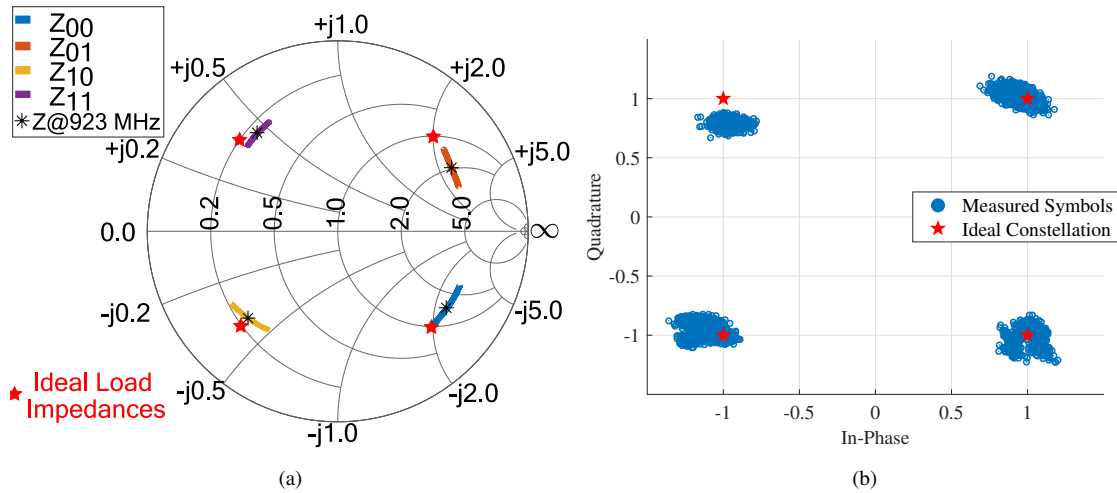 Z00
Z01
Z10
Z11
Z@923 MHz
+j1.0
+j0.5
+j2.0
+j0.2
+j5.0
0.0
0.2
0.5
1.0
2.0
5.0
∞
-j0.2
-j5.0
-j0.5
-j2.0
-j1.0
Ideal Load
Impedances
(a)
1
0.5
0
-0.5
-1
Quadrature
Measured Symbols
Ideal Constellation
-1
-0.5
0
0.5
1
In-Phase
(b)